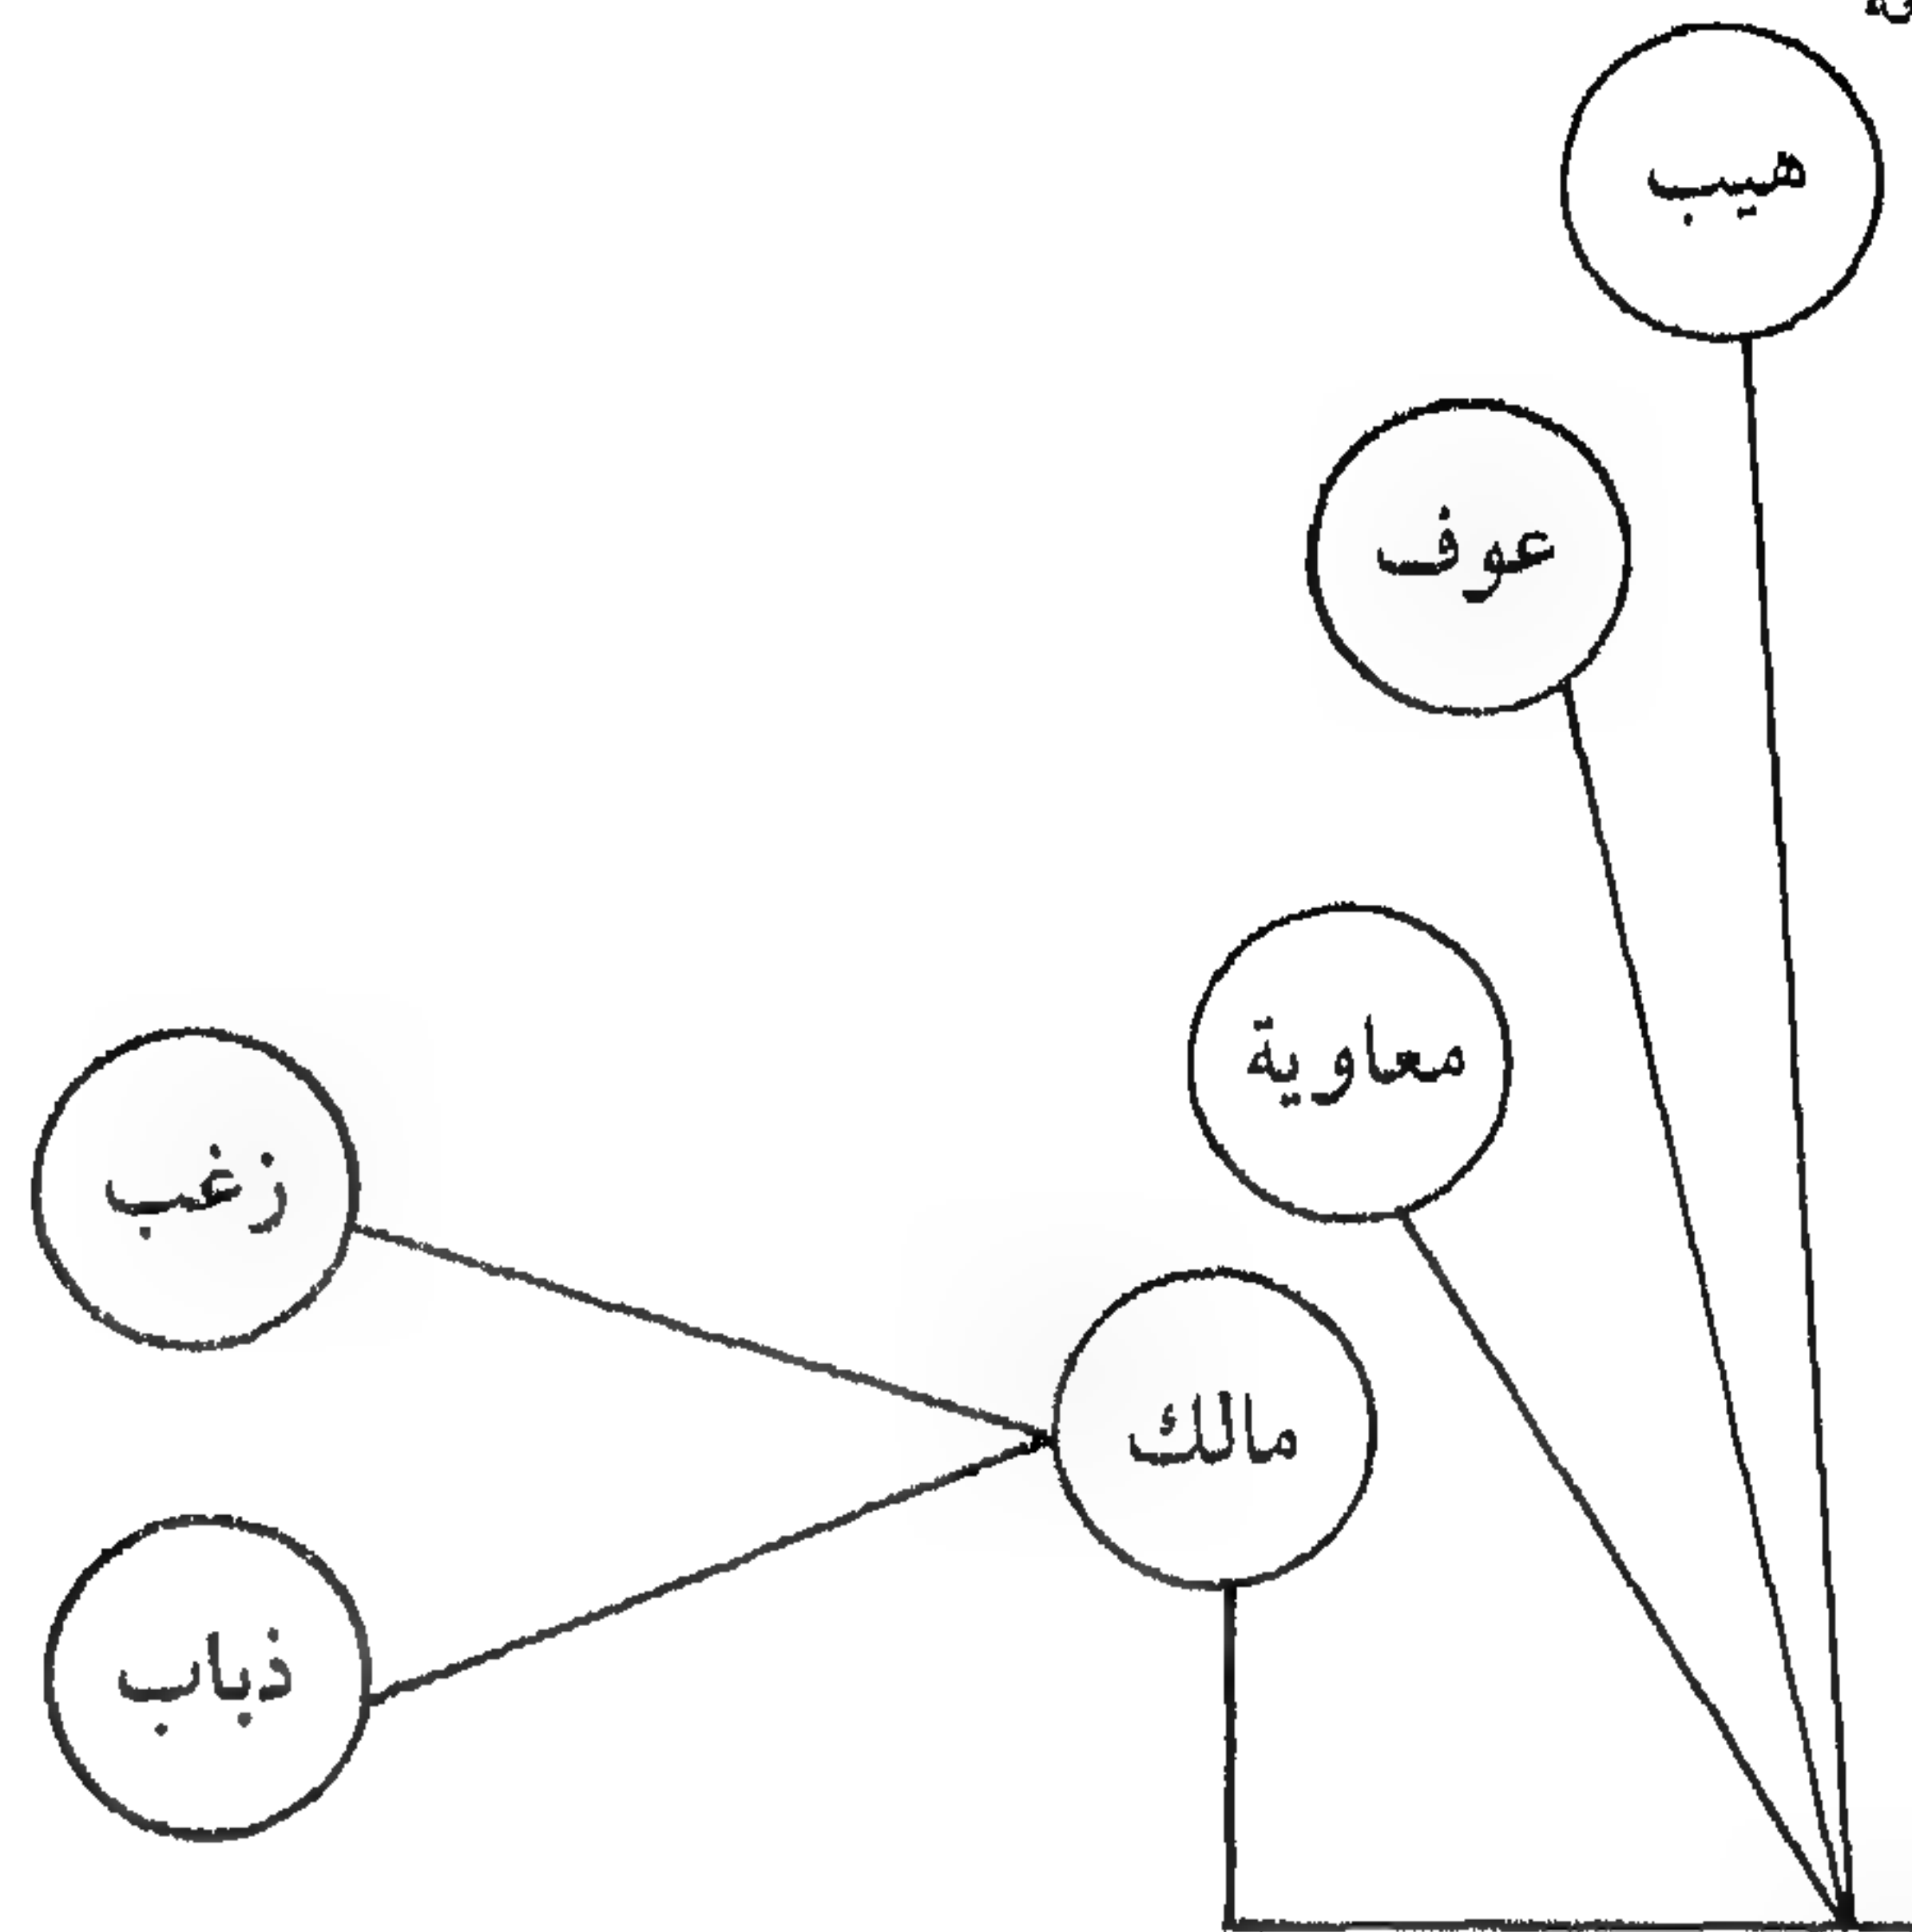 هيب
عوف
معاوية
زغب
مالك
ذباب